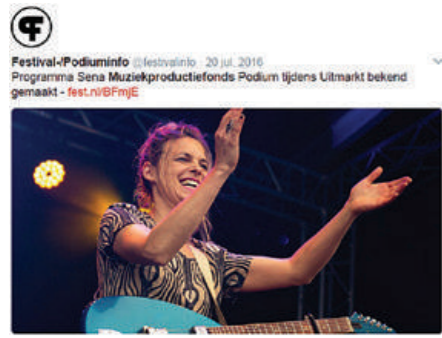 Festival-/Podiuminfo @festivalinfo · 20 jul. 2016
Programma Sena Muziekproductiefonds Podium tijdens Uitmarkt bekend
gemaakt - fest.nl/BFmjE